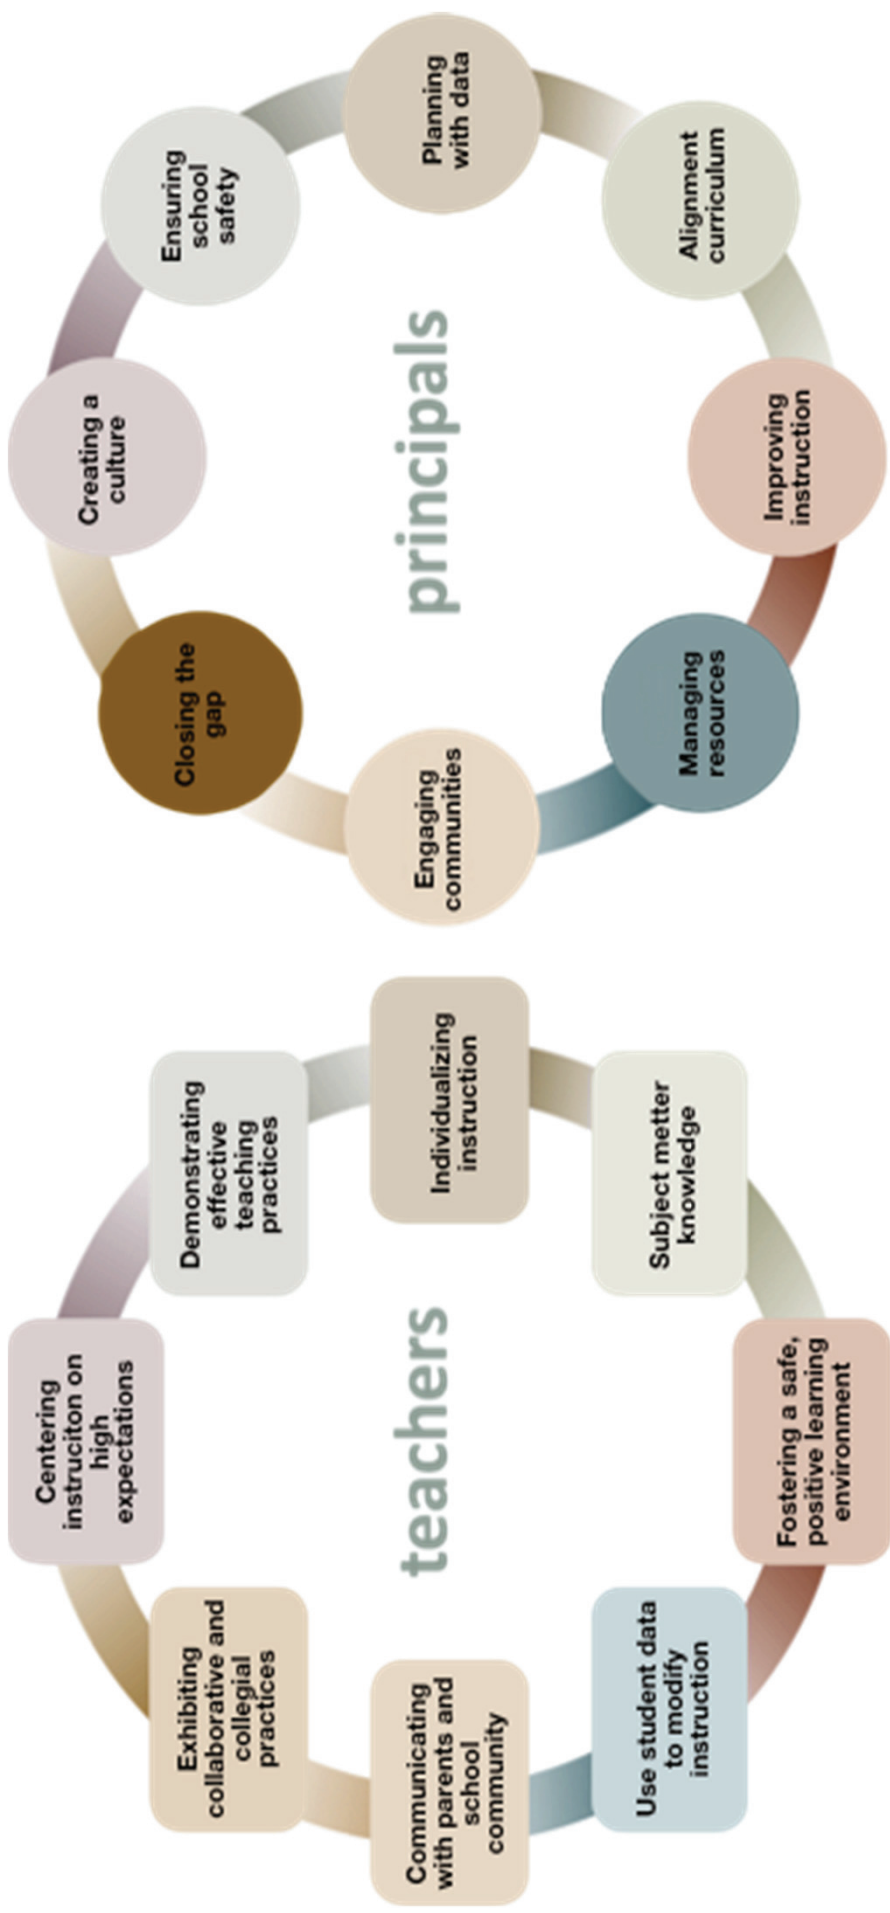 teachers
Centering
instruciton on
high
expectations
Demonstrating
effective
teaching
practices
Individualizing
instruction
Subject metter
knowledge
Fostering a safe,
positive learning
environment
Use student data
to modify
instruction
Communicating
with parents and
school
community
Exhibiting
collaborative and
collegial
practices
principals
Creating a
culture
Ensuring
school
safety
Planning
with data
Alignment
curriculum
Improving
instruction
Managing
resources
Engaging
communities
Closing the
gap